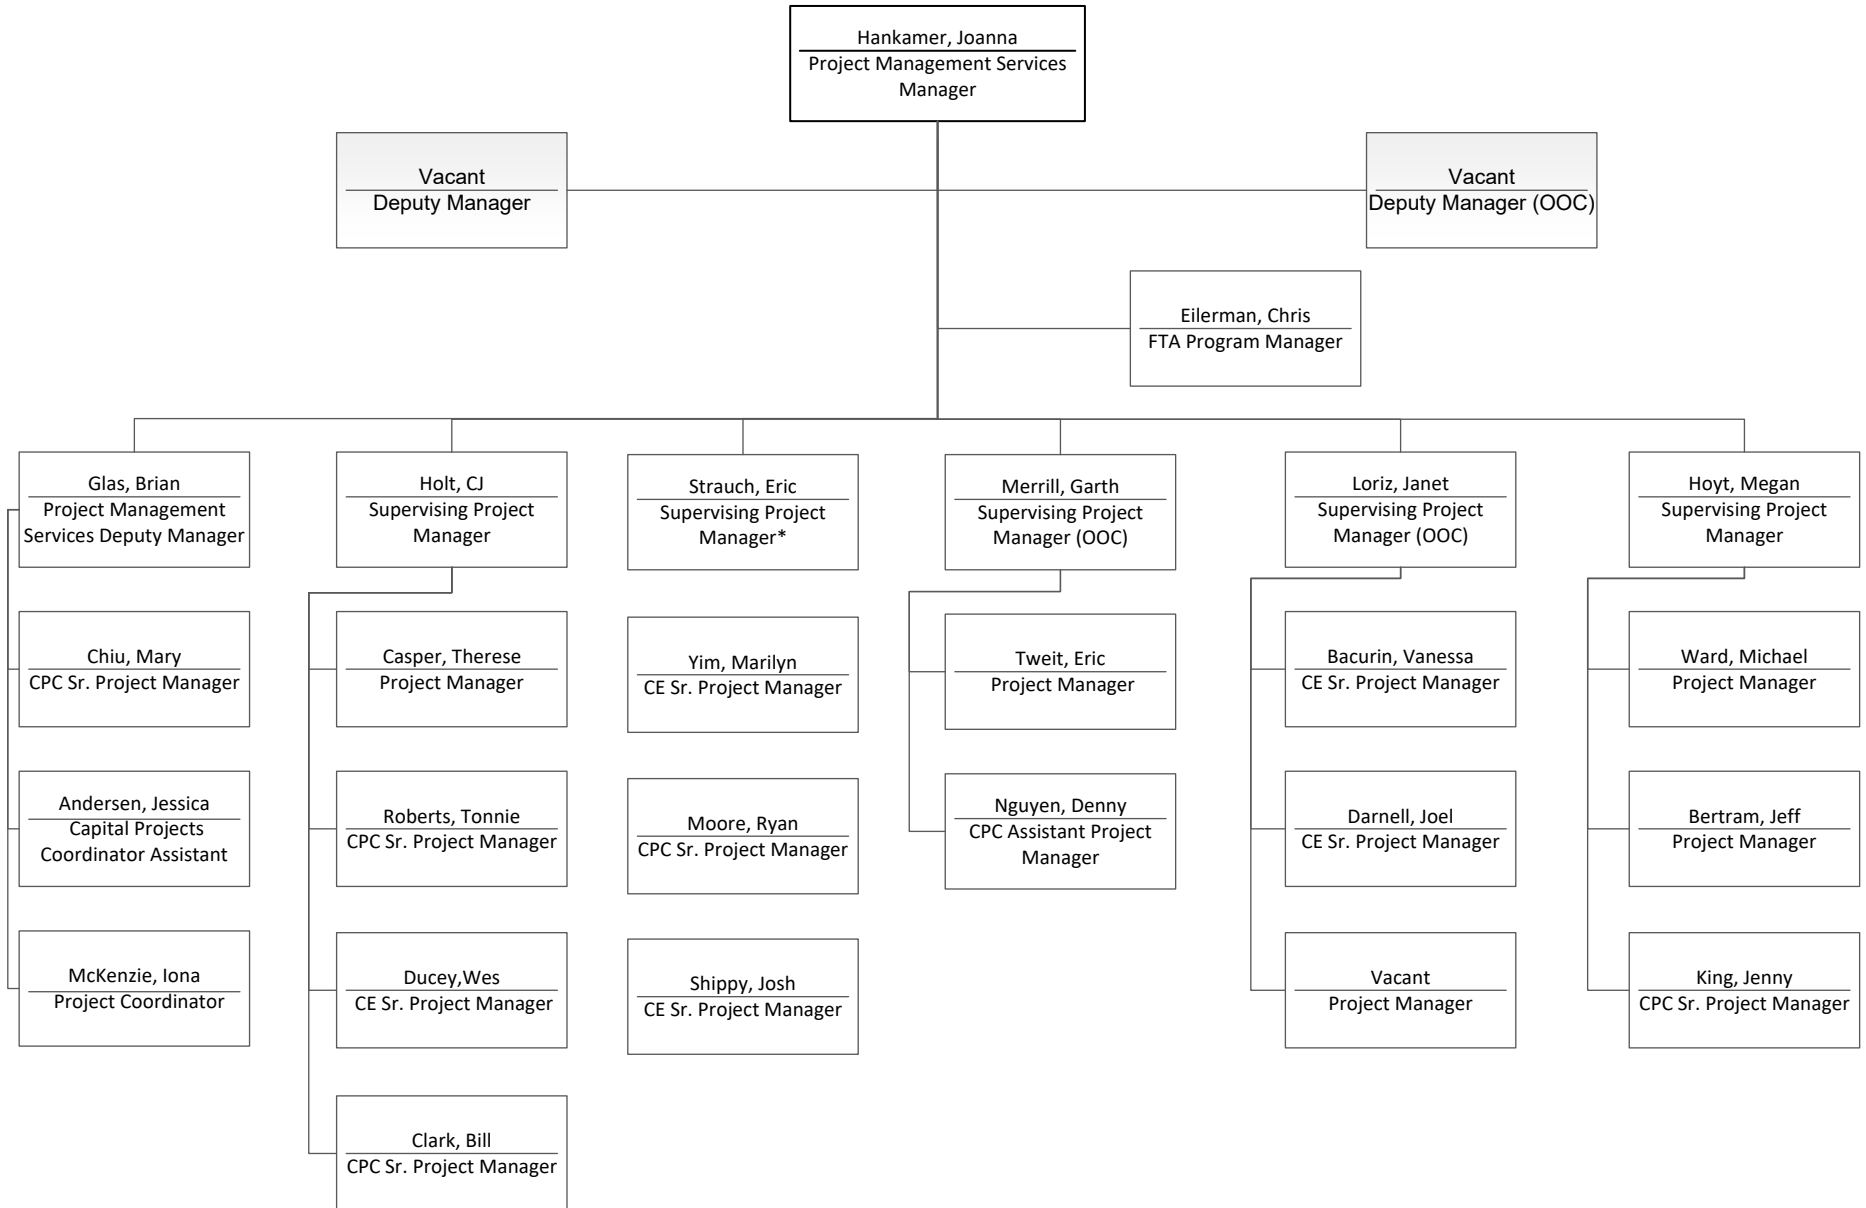 Hankamer, Joanna
Project Management Services
Manager
Vacant
Deputy Manager
Vacant
Deputy Manager (OOC)
Eilerman, Chris
FTA Program Manager
Glas, Brian
Project Management
Services Deputy Manager
Holt, CJ
Supervising Project
Manager
Strauch, Eric
Supervising Project
Manager*
Merrill, Garth
Supervising Project
Manager (OOC)
Loriz, Janet
Supervising Project
Manager (OOC)
Hoyt, Megan
Supervising Project
Manager
Chiu, Mary
CPC Sr. Project Manager
Casper, Therese
Project Manager
Yim, Marilyn
CE Sr. Project Manager
Tweit, Eric
Project Manager
Bacurin, Vanessa
CE Sr. Project Manager
Ward, Michael
Project Manager
Andersen, Jessica
Capital Projects
Coordinator Assistant
Roberts, Tonnie
CPC Sr. Project Manager
Moore, Ryan
CPC Sr. Project Manager
Nguyen, Denny
CPC Assistant Project
Manager
Darnell, Joel
CE Sr. Project Manager
Bertram, Jeff
Project Manager
McKenzie, Iona
Project Coordinator
Ducey,Wes
CE Sr. Project Manager
Shippy, Josh
CE Sr. Project Manager
Vacant
Project Manager
King, Jenny
CPC Sr. Project Manager
Clark, Bill
CPC Sr. Project Manager